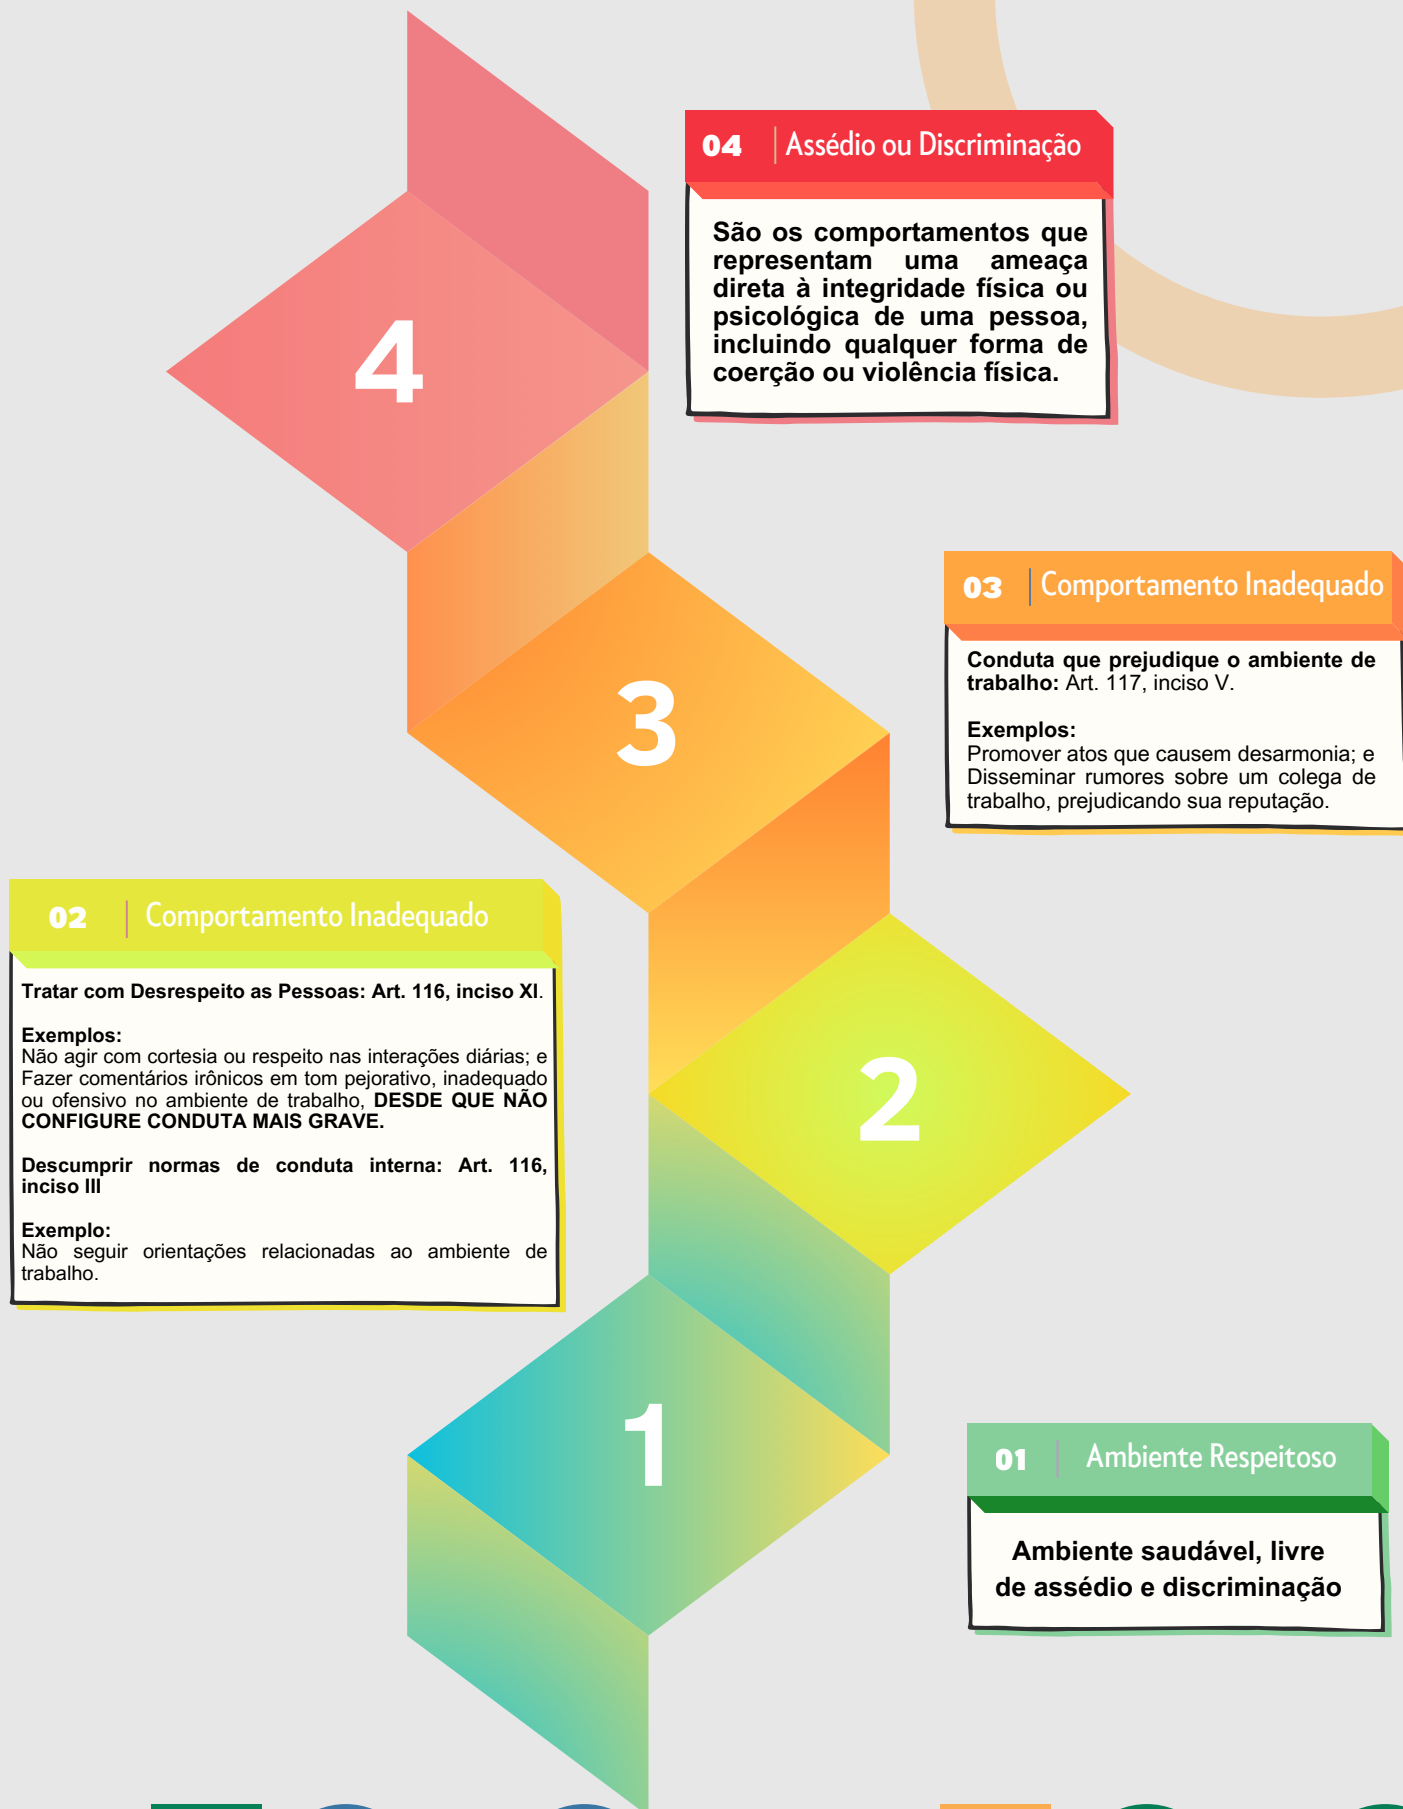 04 Assédio ou Discriminação
São os comportamentos que
representam uma ameaça
direta à integridade física ou
psicológica de uma pessoa,
incluindo qualquer forma de
coerção ou violência física.
4
03 Comportamento Inadequado
Conduta que prejudique o ambiente de
trabalho: Art. 117, inciso V.
Exemplos:
Promover atos que causem desarmonia; e
Disseminar rumores sobre um colega de
trabalho, prejudicando sua reputação.
3
02 Comportamento Inadequado
Tratar com Desrespeito as Pessoas: Art. 116, inciso XI.
Exemplos:
Não agir com cortesia ou respeito nas interações diárias; e
Fazer comentários irônicos em tom pejorativo, inadequado
ou ofensivo no ambiente de trabalho, DESDE QUE NÃO
CONFIGURE CONDUTA MAIS GRAVE.
Descumprir normas de conduta interna: Art. 116,
inciso III
Exemplo:
Não seguir orientações relacionadas ao ambiente de
trabalho.
2
1
01 Ambiente Respeitoso
Ambiente saudável, livre
de assédio e discriminação